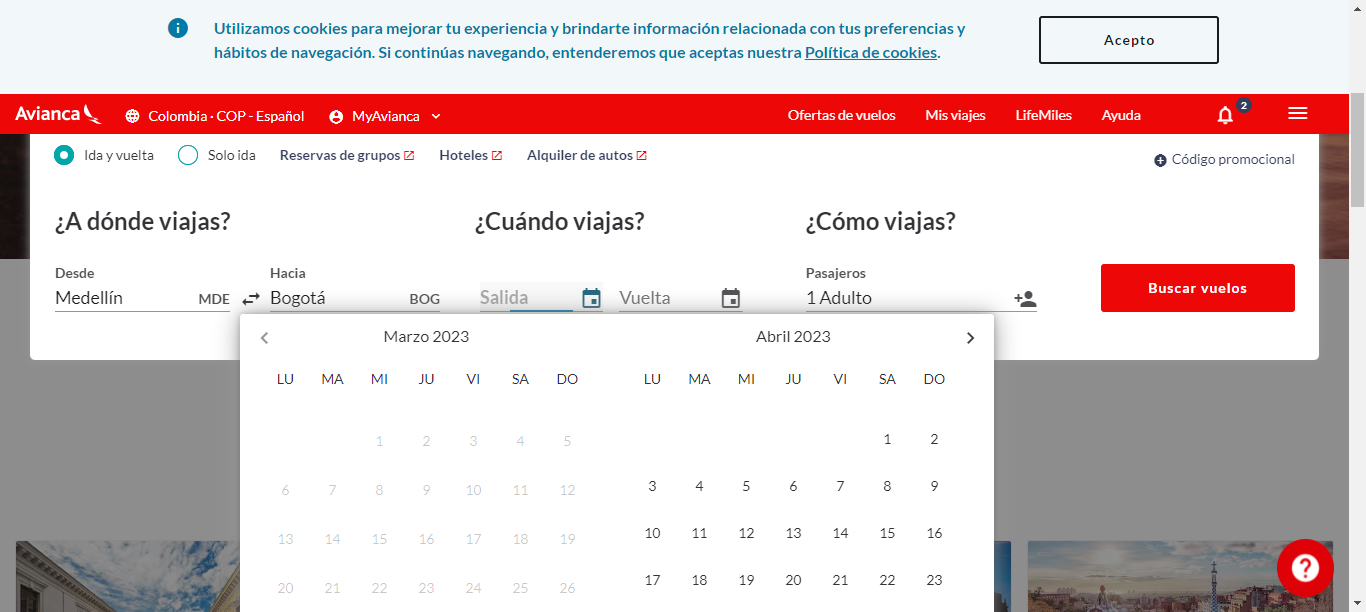 Utilizamos cookies para mejorar tu experiencia y brindarte información relacionada con tus preferencias y
hábitos de navegación. Si continúas navegando, entenderemos que aceptas nuestra Política de cookies.
Acepto
Avianca
Colombia · COP - Español
MyAvianca
Ofertas de vuelos
Mis viajes
LifeMiles
Ayuda
2
Ida y vuelta
Solo ida
Reservas de grupos
Hoteles
Alquiler de autos
Código promocional
¿A dónde viajas?
¿Cuándo viajas?
¿Cómo viajas?
Desde
Hacia
Pasajeros
Medellín MDE
Bogotá BOG
Salida
Vuelta
1 Adulto
Buscar vuelos
Marzo 2023
LU MA MI JU VI SA DO
1 2 3 4 5
6 7 8 9 10 11 12
13 14 15 16 17 18 19
20 21 22 23 24 25 26
Abril 2023
LU MA MI JU VI SA DO
1 2
3 4 5 6 7 8 9
10 11 12 13 14 15 16
17 18 19 20 21 22 23
?